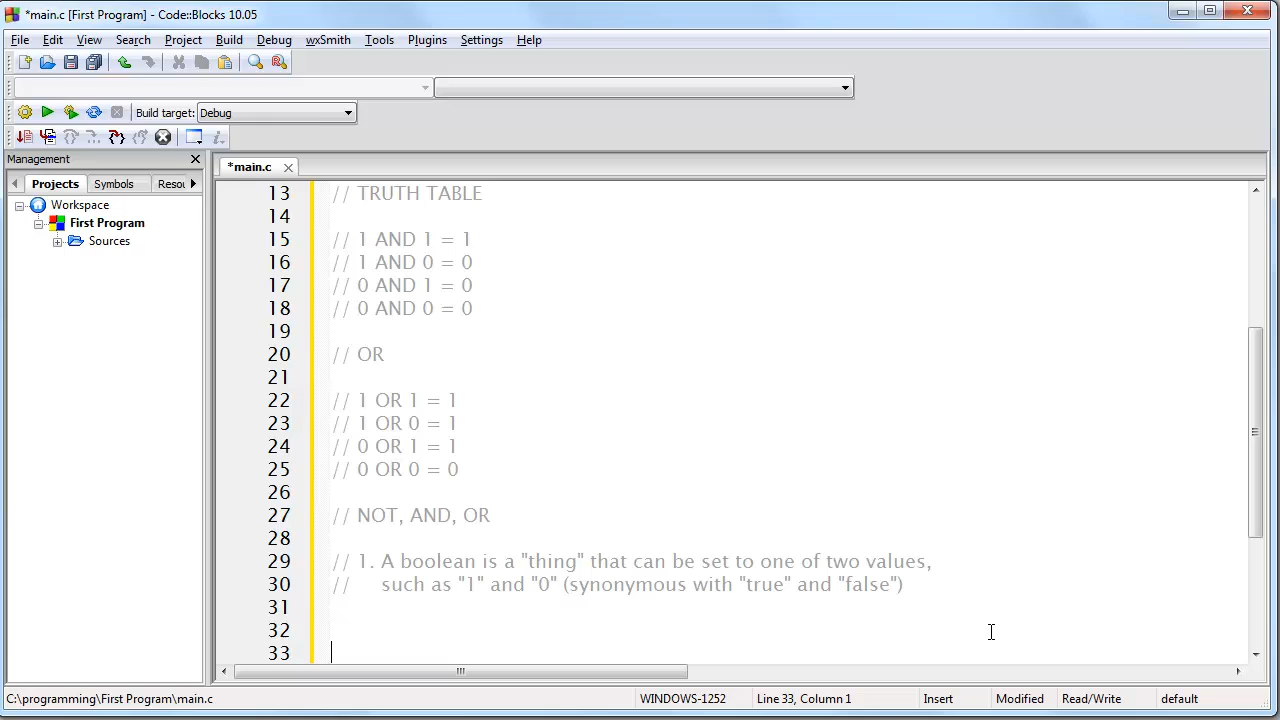 *main.c [First Program] - Code::Blocks 10.05
File Edit View Search Project Build Debug wxSmith Tools Plugins Settings Help
Build target: Debug
Management
*main.c
Projects Symbols Resou
Workspace
First Program
Sources
13 // TRUTH TABLE
14
15 // 1 AND 1 = 1
16 // 1 AND 0 = 0
17 // 0 AND 1 = 0
18 // 0 AND 0 = 0
19
20 // OR
21
22 // 1 OR 1 = 1
23 // 1 OR 0 = 1
24 // 0 OR 1 = 1
25 // 0 OR 0 = 0
26
27 // NOT, AND, OR
28
29 // 1. A boolean is a "thing" that can be set to one of two values,
30 // such as "1" and "0" (synonymous with "true" and "false")
31
32
33
C:\programming\First Program\main.c WINDOWS-1252 Line 33, Column 1 Insert Modified Read/Write default